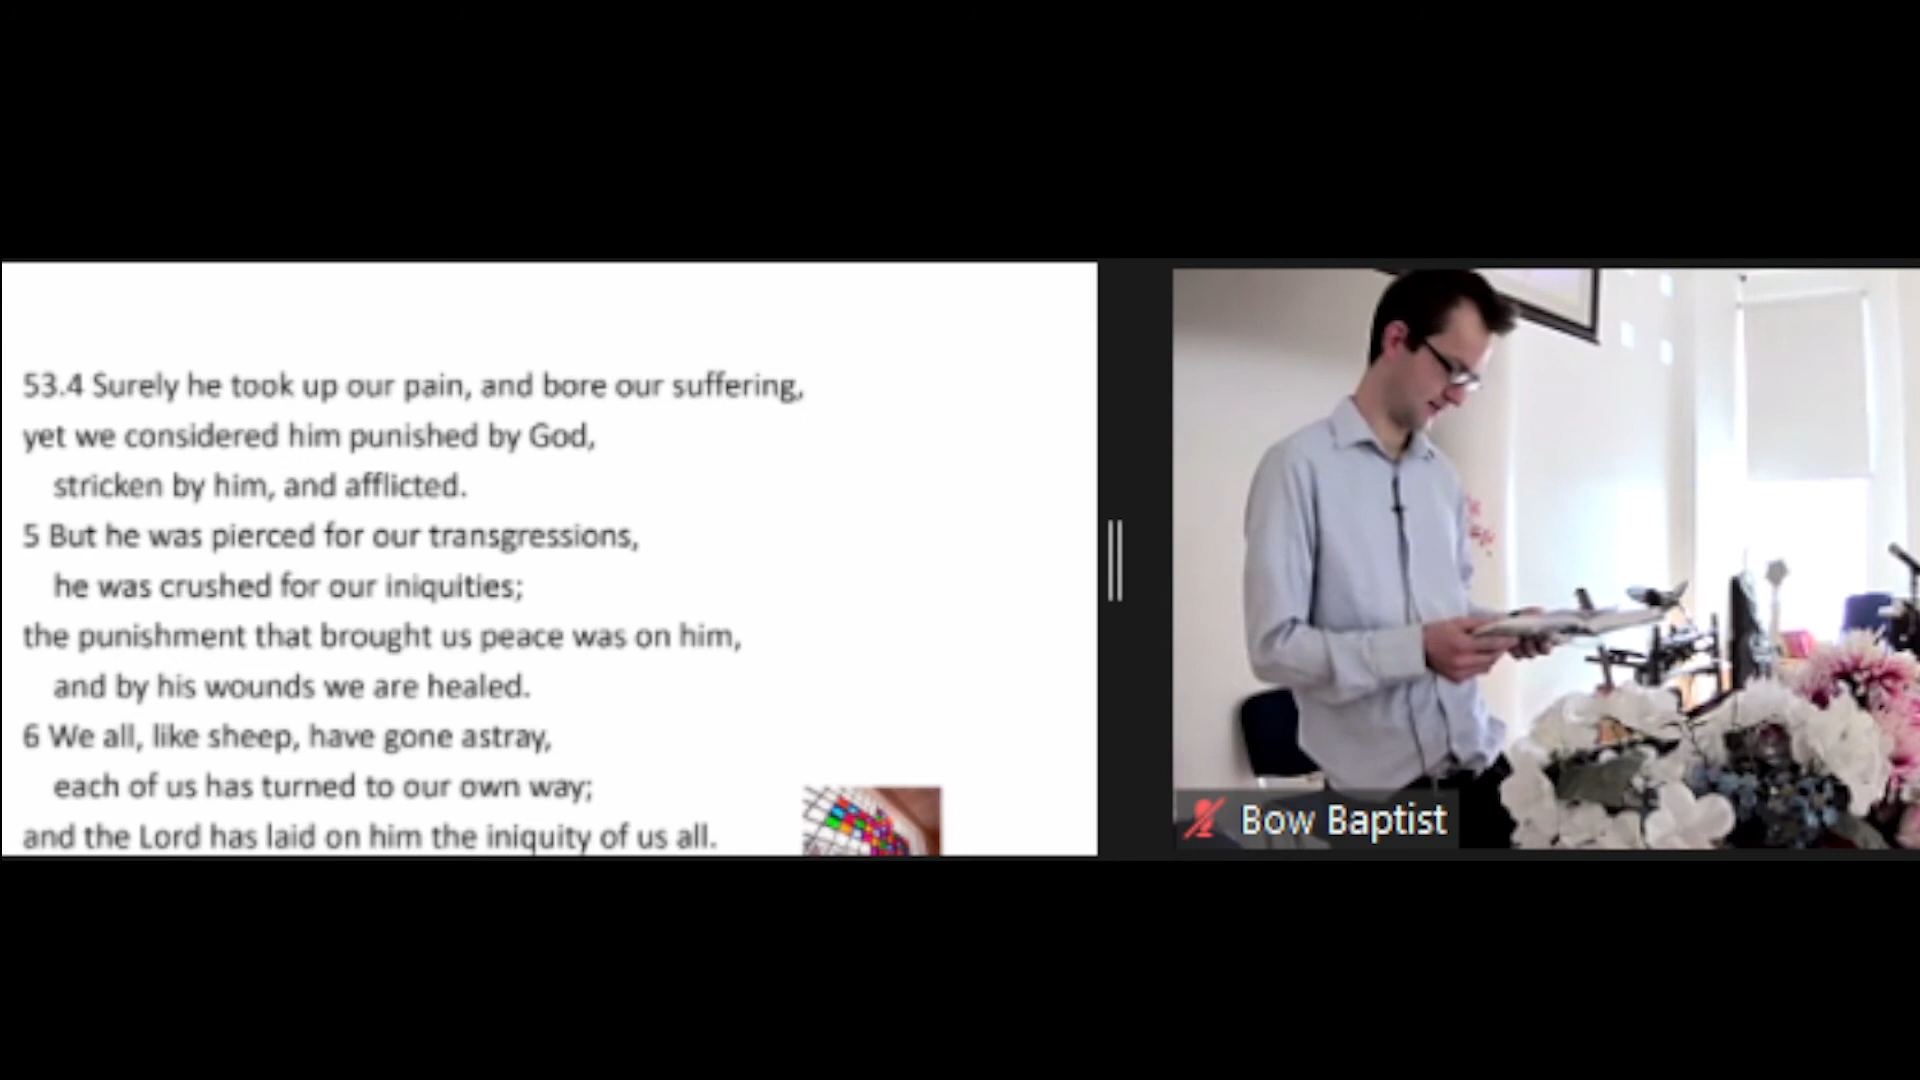 53.4 Surely he took up our pain, and bore our suffering,
yet we considered him punished by God,
stricken by him, and afflicted.
5 But he was pierced for our transgressions,
he was crushed for our iniquities;
the punishment that brought us peace was on him,
and by his wounds we are healed.
6 We all, like sheep, have gone astray,
each of us has turned to our own way;
and the Lord has laid on him the iniquity of us all.
Bow Baptist